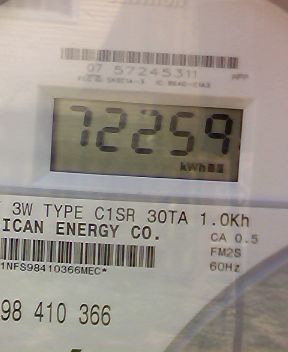 07 57245311
72259
kWh
3W TYPE C1SR 30TA 1.0Kh
ICAN ENERGY CO.
CA 0.5
FM2S
60Hz
1NFS98410366MEC*
98 410 366